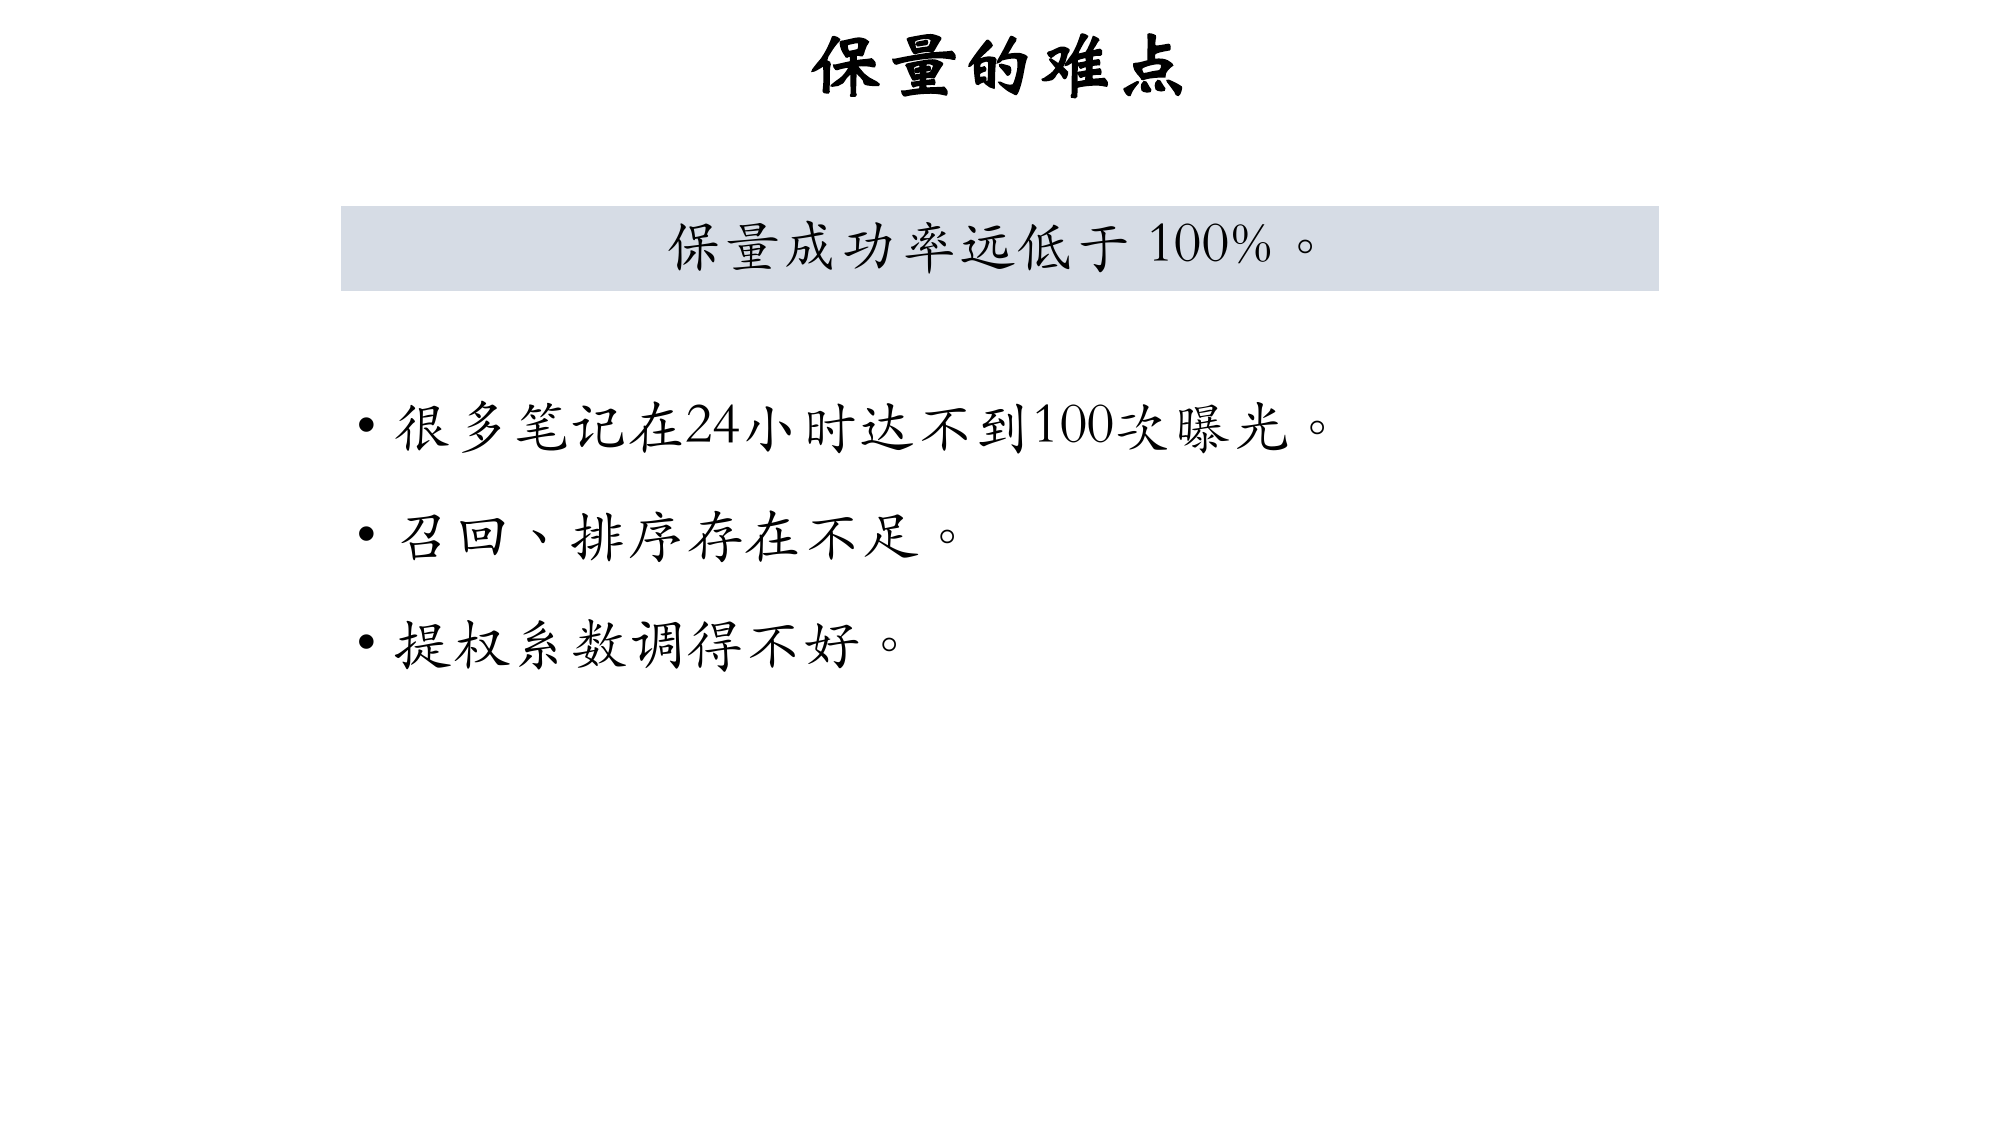 保量的难点
保量成功率远低于 100%。
• 很多笔记在24小时达不到100次曝光。
• 召回、排序存在不足。
• 提权系数调得不好。